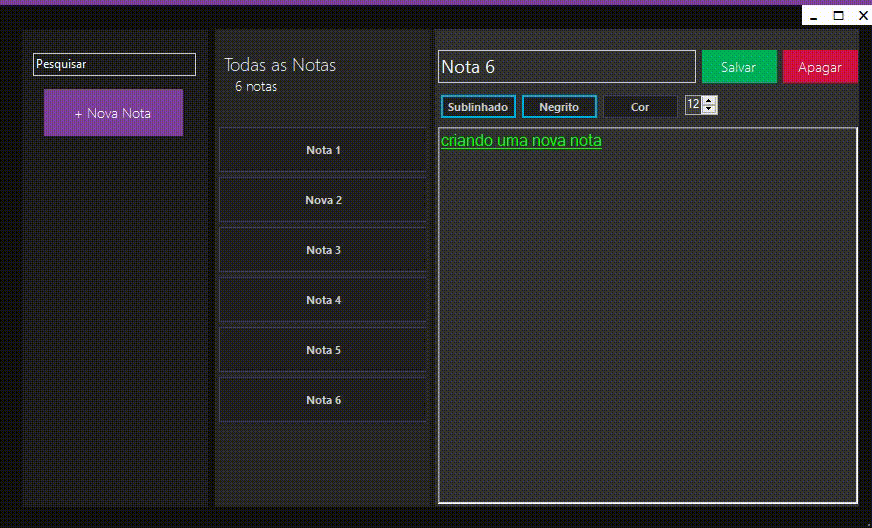 Pesquisar
+ Nova Nota
Todas as Notas
6 notas
Nota 1
Nova 2
Nota 3
Nota 4
Nota 5
Nota 6
Nota 6
Salvar
Apagar
Sublinhado
Negrito
Cor
12
criando uma nova nota